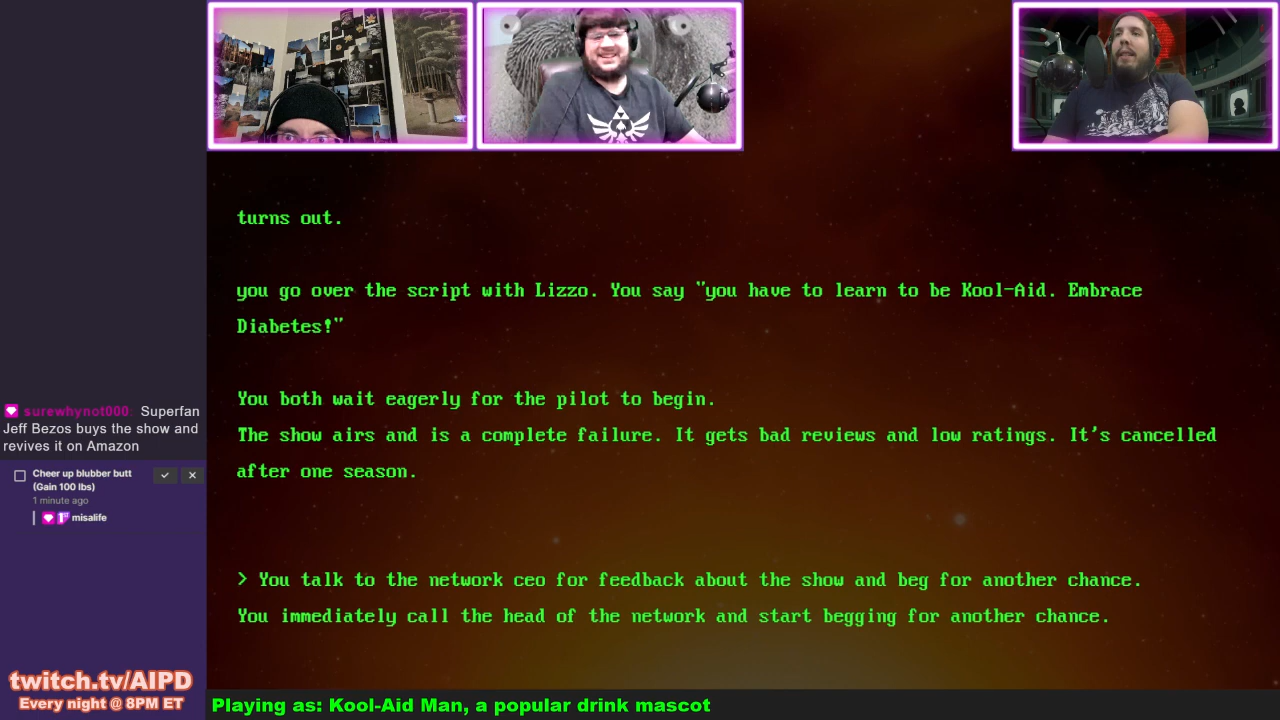 turns out.
you go over the script with Lizzo. You say "you have to learn to be Kool-Aid. Embrace
Diabetes!"
You both wait eagerly for the pilot to begin.
The show airs and is a complete failure. It gets bad reviews and low ratings. It's cancelled
after one season.
> You talk to the network ceo for feedback about the show and beg for another chance.
You immediately call the head of the network and start begging for another chance.
surewhynot000: Superfan
Jeff Bezos buys the show and
revives it on Amazon
Cheer up blubber butt
(Gain 100 lbs)
1 minute ago
misalife
twitch.tv/AIPD
Every night @ 8PM ET
Playing as: Kool-Aid Man, a popular drink mascot